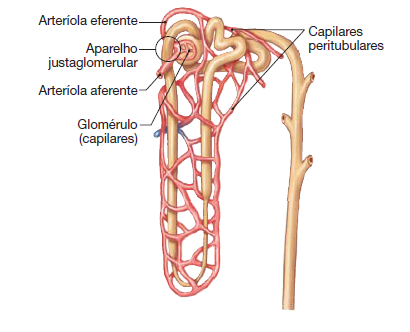 Arteríola eferente
Aparelho
justaglomerular
Arteríola aferente
Glomérulo
(capilares)
Capilares
peritubulares